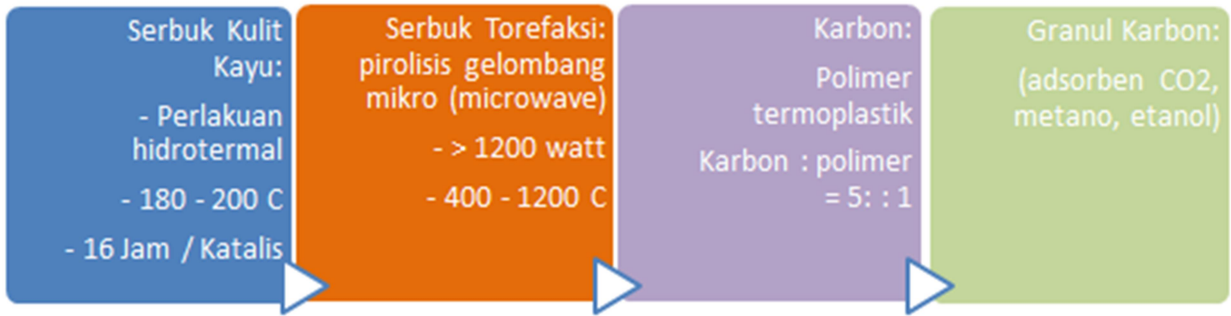 Serbuk Kulit
Kayu:
- Perlakuan
hidrotermal
- 180 - 200 C
- 16 Jam / Katalis
Serbuk Torefaksi:
pirolisis gelombang
mikro (microwave)
- > 1200 watt
- 400 - 1200 C
Karbon:
Polimer
termoplastik
Karbon : polimer
= 5: : 1
Granul Karbon:
(adsorben CO2,
metano, etanol)